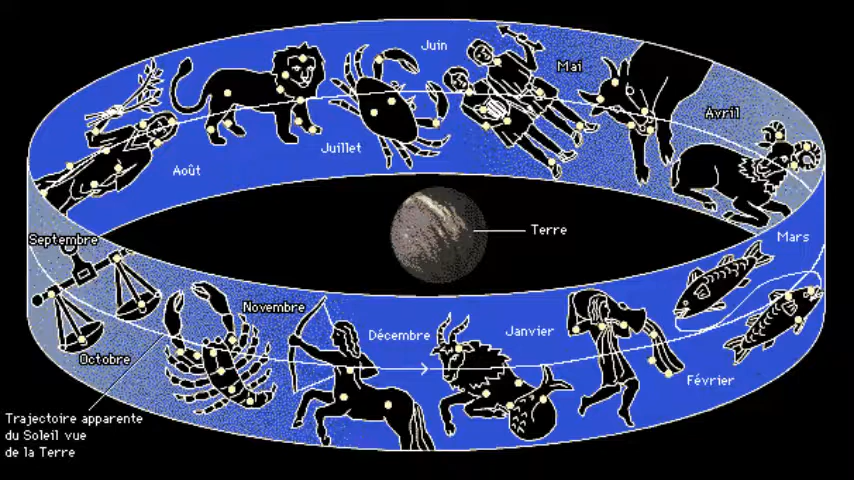 Juin
Mai
Avril
Juillet
Août
Terre
Mars
Septembre
Novembre
Décembre
Janvier
Octobre
Février
Trajectoire apparente
du Soleil vue
de la Terre